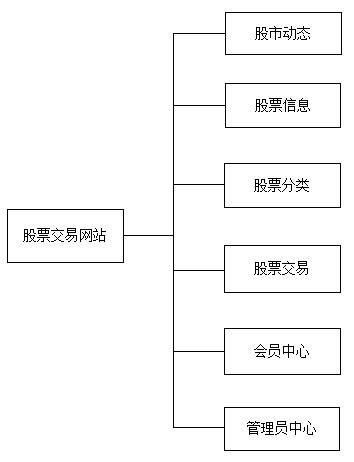 股市动态
股票信息
股票分类
股票交易网站
股票交易
会员中心
管理员中心